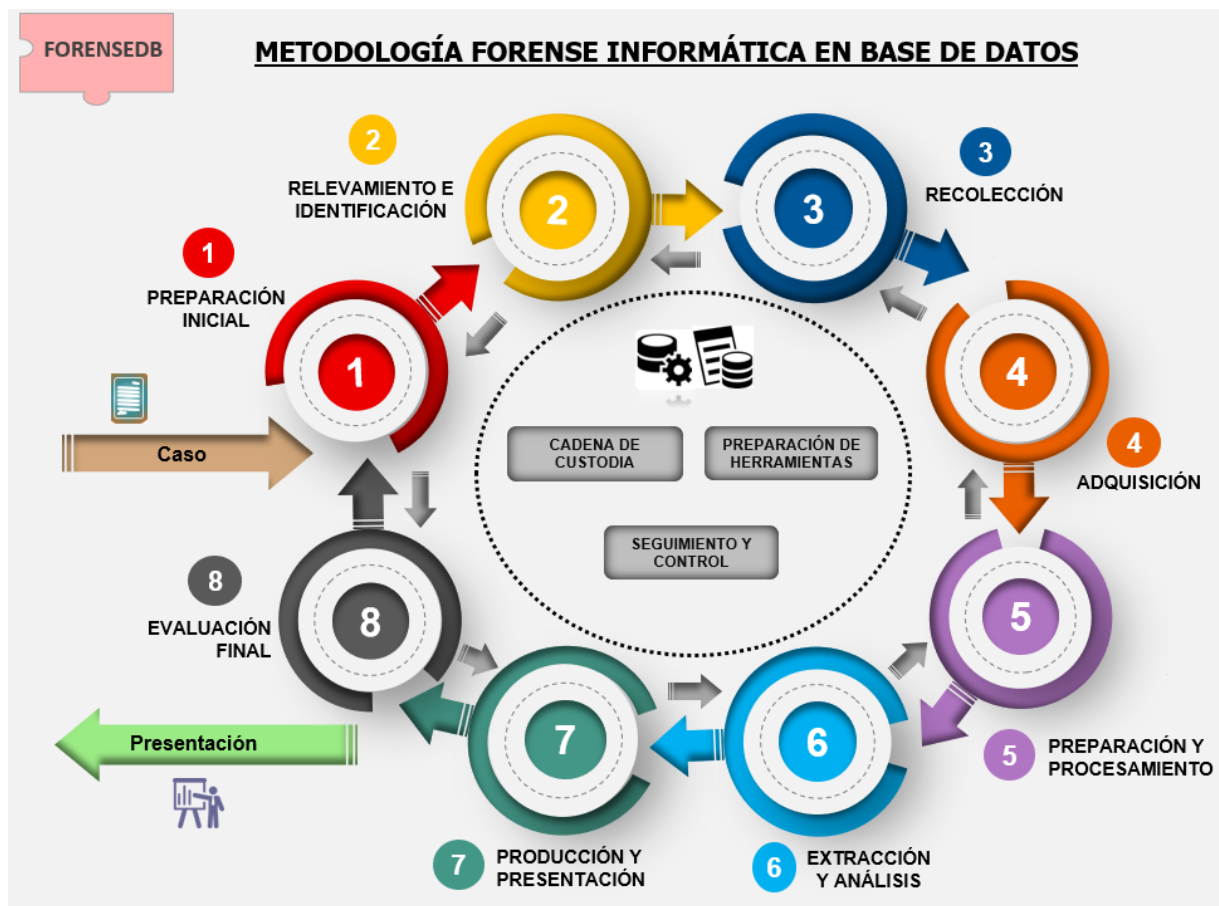 FORENSEDB
METODOLOGÍA FORENSE INFORMÁTICA EN BASE DE DATOS
2
RELEVAMIENTO E
IDENTIFICACIÓN
2
3
3
RECOLECCIÓN
1
PREPARACIÓN
INICIAL
1
4
4
ADQUISICIÓN
Caso
CADENA DE
CUSTODIA
PREPARACIÓN DE
HERRAMIENTAS
SEGUIMIENTO Y
CONTROL
8
EVALUACIÓN
FINAL
8
5
5
PREPARACIÓN Y
PROCESAMIENTO
Presentación
7
7
PRODUCCIÓN Y
PRESENTACIÓN
6
6
EXTRACCIÓN
Y ANÁLISIS